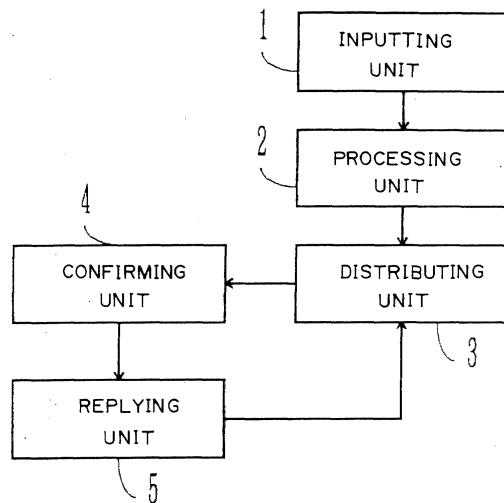 1
INPUTTING
UNIT
2
PROCESSING
UNIT
4
CONFIRMING
UNIT
DISTRIBUTING
UNIT
3
REPLYING
UNIT
5